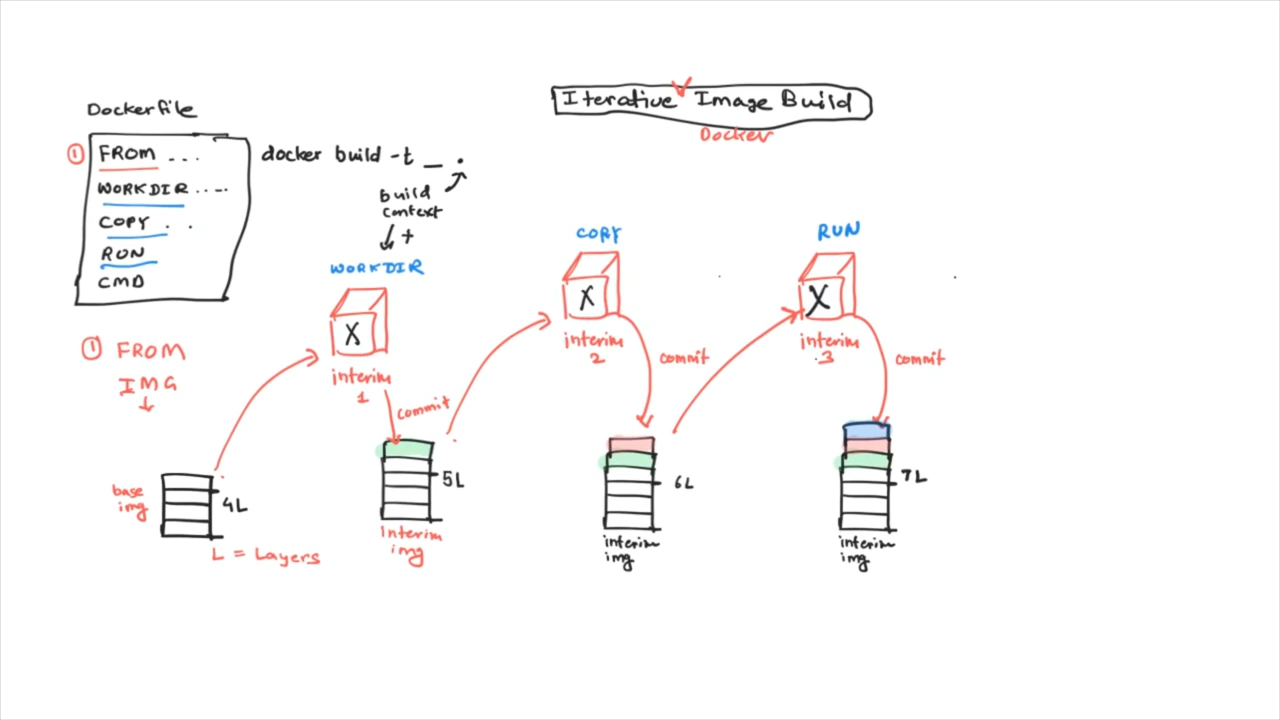 Iterative Image Build
Docker
Dockerfile
① FROM ...
WORKDIR ....
COPY . .
RUN
CMD
docker build -t _ .
build
context
+
① FROM
IMG
base
img
4L
L = Layers
WORKDIR
X
interim
1
commit
5L
interim
img
COPY
X
interim
2
commit
6L
interim
img
RUN
X
interim
3
commit
7L
interim
img